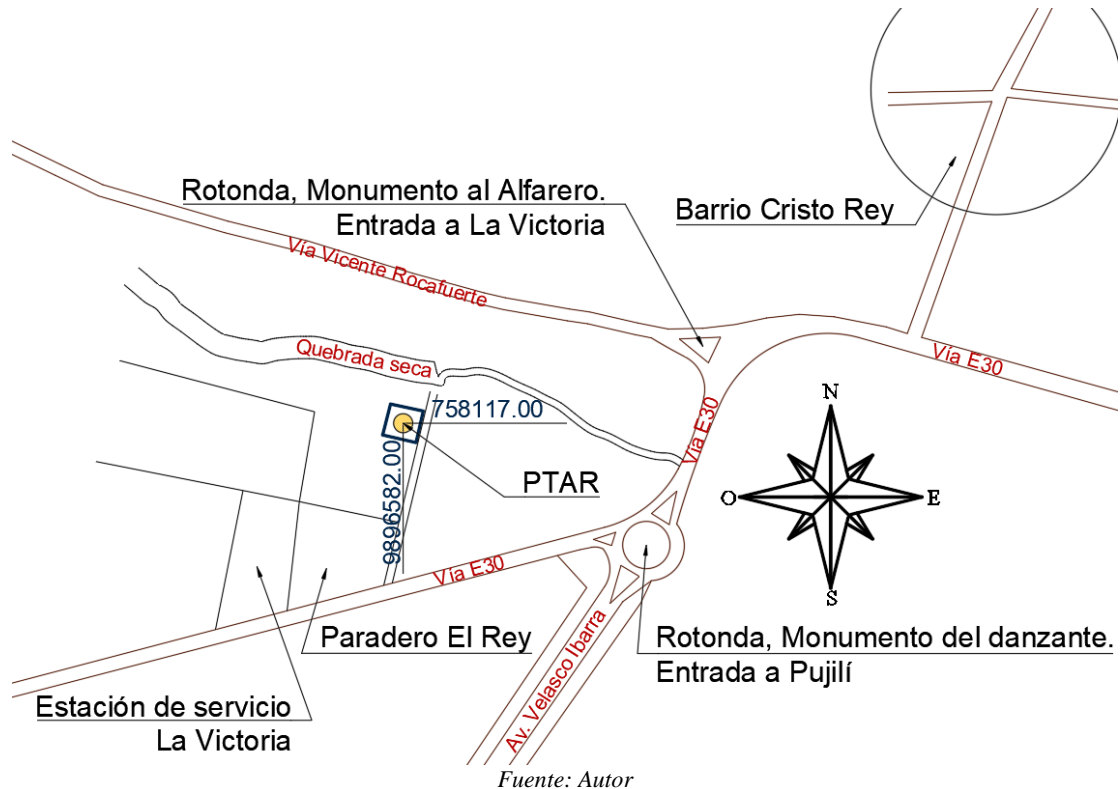 Rotonda, Monumento al Alfarero.
Entrada a La Victoria
Barrio Cristo Rey
Vía Vicente Rocafuerte
Vía E30
Quebrada seca
758117.00
9896582.00
PTAR
Vía E30
N
O
E
S
Vía E30
Paradero El Rey
Rotonda, Monumento del danzante.
Entrada a Pujilí
Estación de servicio
La Victoria
Av. Velasco Ibarra
Fuente: Autor